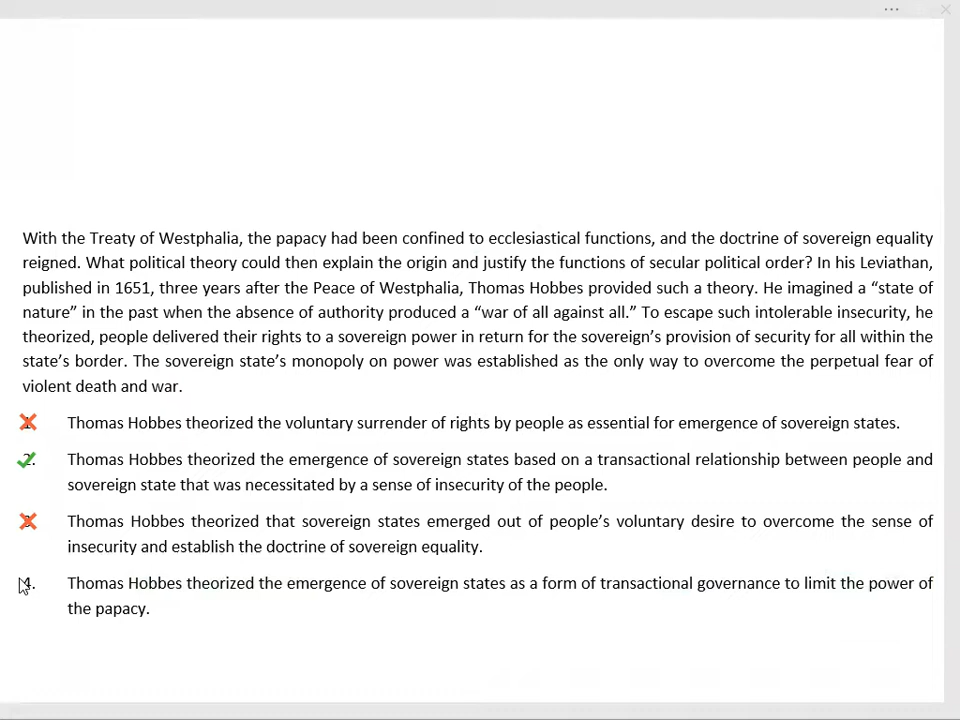 With the Treaty of Westphalia, the papacy had been confined to ecclesiastical functions, and the doctrine of sovereign equality
reigned. What political theory could then explain the origin and justify the functions of secular political order? In his Leviathan,
published in 1651, three years after the Peace of Westphalia, Thomas Hobbes provided such a theory. He imagined a “state of
nature” in the past when the absence of authority produced a “war of all against all.” To escape such intolerable insecurity, he
theorized, people delivered their rights to a sovereign power in return for the sovereign’s provision of security for all within the
state’s border. The sovereign state’s monopoly on power was established as the only way to overcome the perpetual fear of
violent death and war.
Thomas Hobbes theorized the voluntary surrender of rights by people as essential for emergence of sovereign states.
2. Thomas Hobbes theorized the emergence of sovereign states based on a transactional relationship between people and
sovereign state that was necessitated by a sense of insecurity of the people.
Thomas Hobbes theorized that sovereign states emerged out of people’s voluntary desire to overcome the sense of
insecurity and establish the doctrine of sovereign equality.
4. Thomas Hobbes theorized the emergence of sovereign states as a form of transactional governance to limit the power of
the papacy.